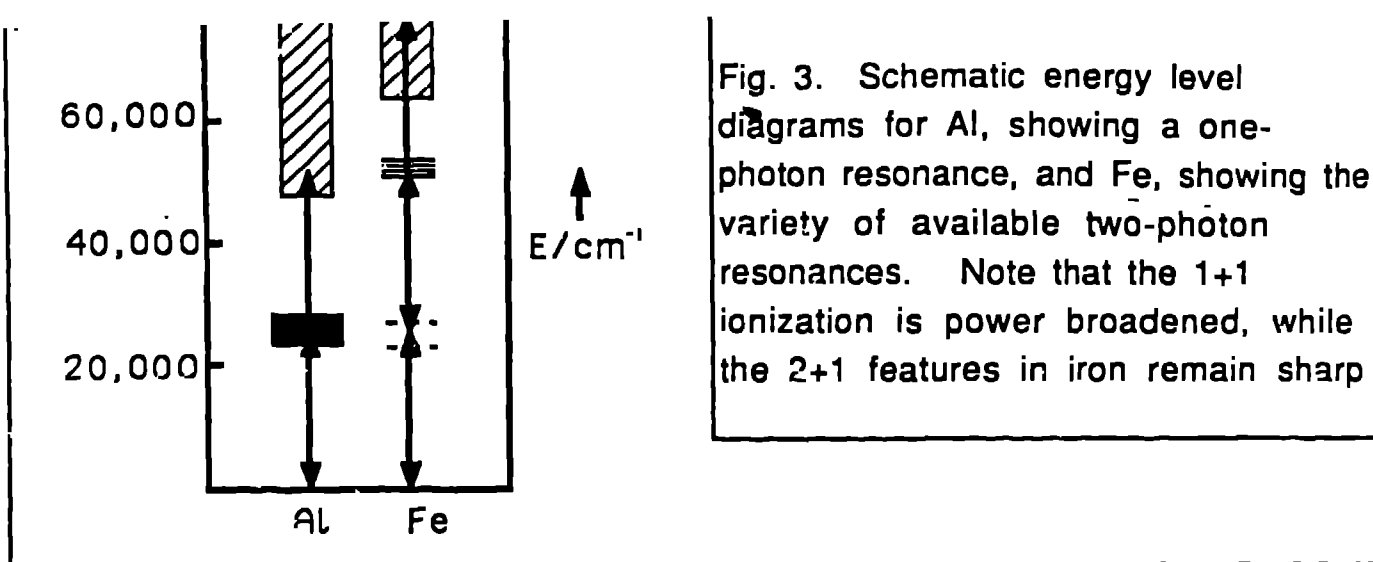 60,000
40,000
20,000
E/cm⁻¹
Al
Fe
Fig. 3. Schematic energy level
diagrams for Al, showing a one-
photon resonance, and Fe, showing the
variety of available two-photon
resonances. Note that the 1+1
ionization is power broadened, while
the 2+1 features in iron remain sharp